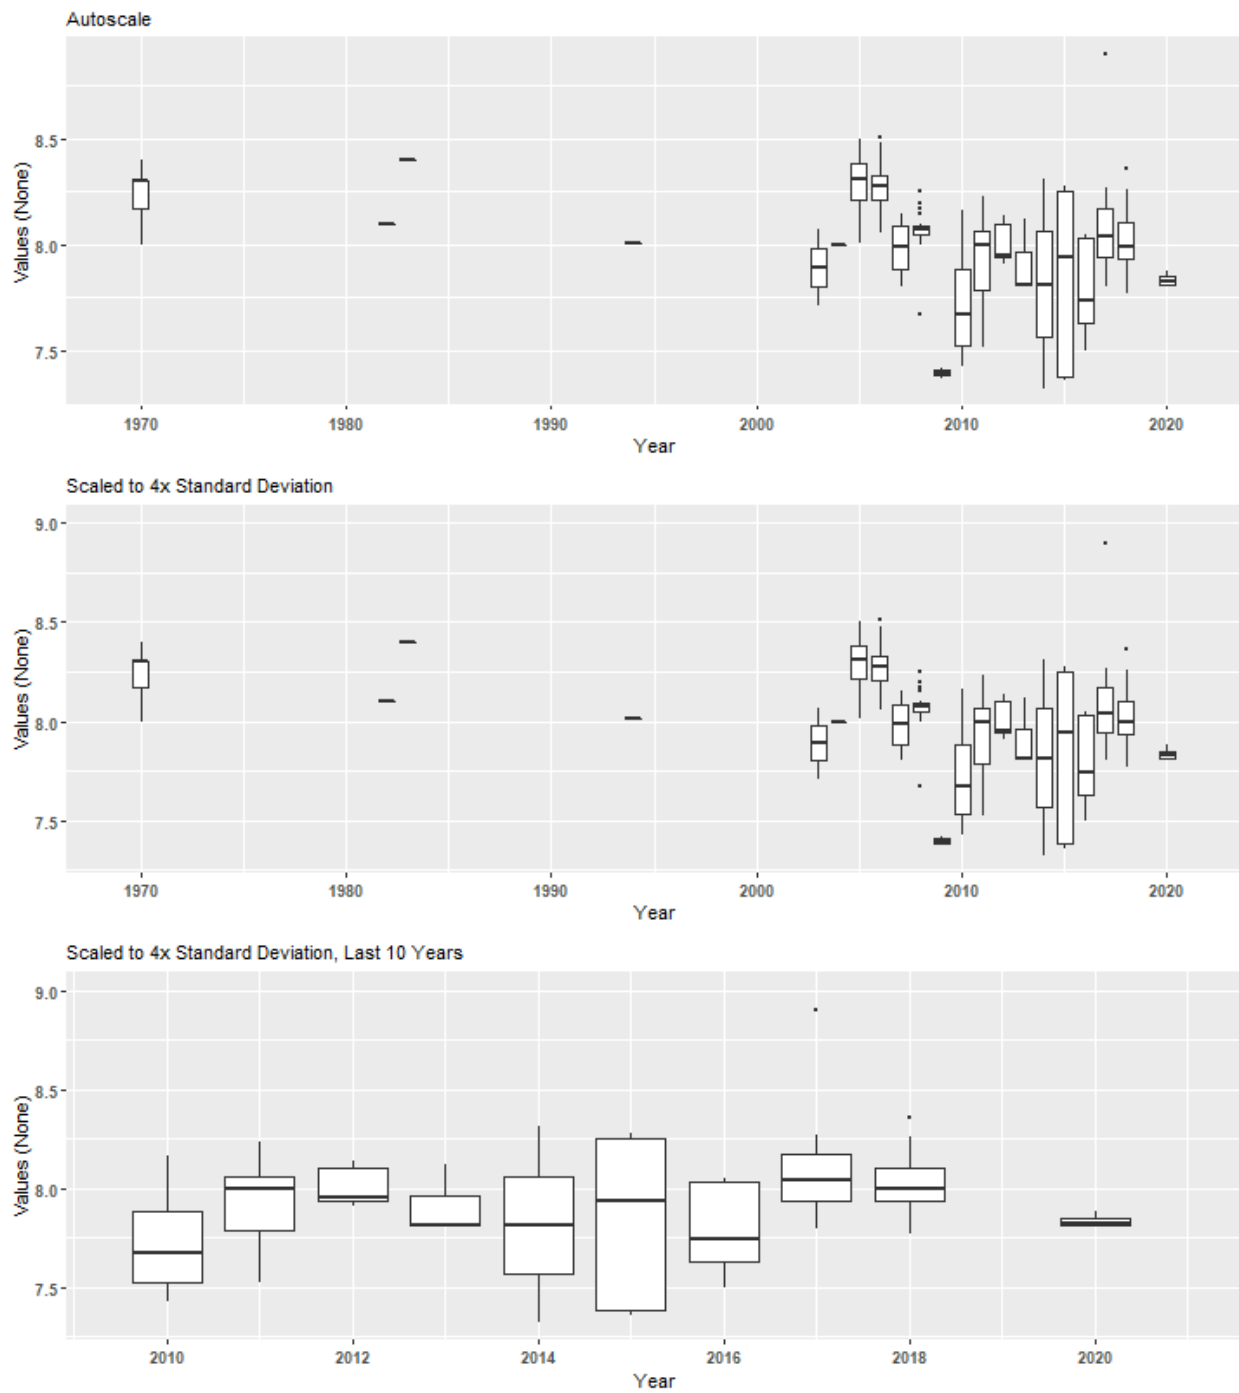 Autoscale
Values (None)
8.5
8.0
7.5
1970 1980 1990 2000 2010 2020
Year
Scaled to 4x Standard Deviation
Values (None)
9.0
8.5
8.0
7.5
1970 1980 1990 2000 2010 2020
Year
Scaled to 4x Standard Deviation, Last 10 Years
Values (None)
9.0
8.5
8.0
7.5
2010 2012 2014 2016 2018 2020
Year